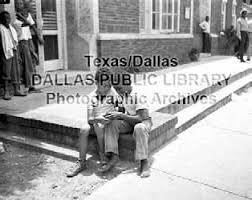 Texas/Dallas
DALLAS PUBLIC LIBRARY
Photographic Archives